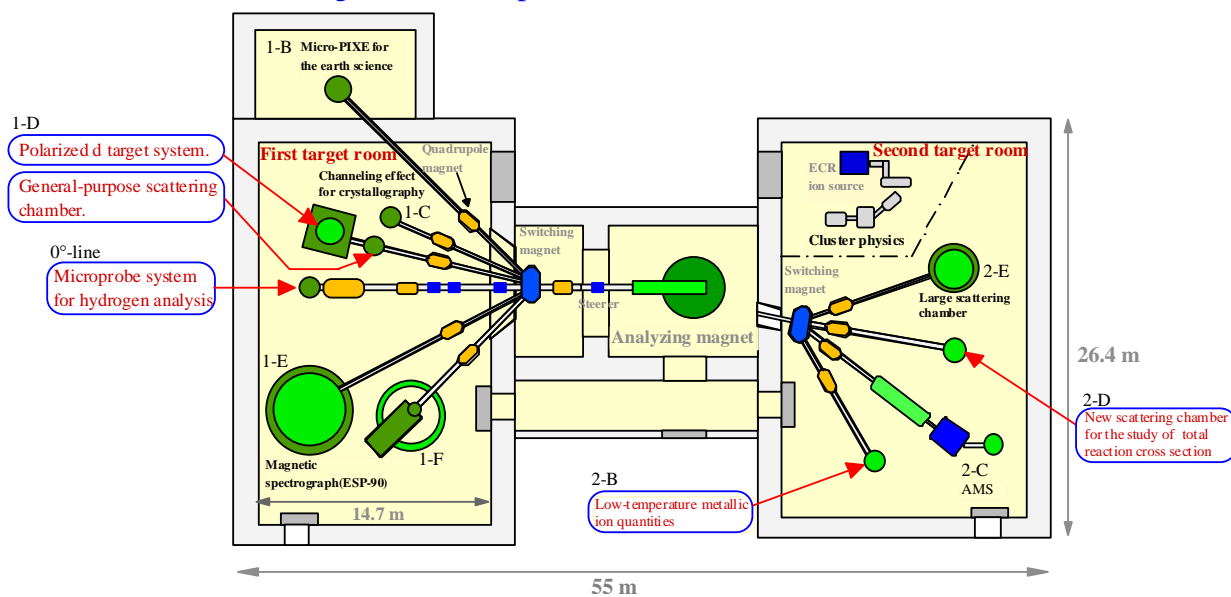 1-B
Micro-PIXE for
the earth science
1-D
Polarized d target system.
General-purpose scattering
chamber.
0°-line
Microprobe system
for hydrogen analysis
First target room
Quadrupole
magnet
Channeling effect
for crystallography
1-C
Switching
magnet
Steerer
Analyzing magnet
1-E
1-F
Magnetic
spectrograph(ESP-90)
14.7 m
Second target room
ECR
ion source
Cluster physics
Switching
magnet
2-E
Large scattering
chamber
26.4 m
2-D
New scattering chamber
for the study of total
reaction cross section
2-C
AMS
2-B
Low-temperature metallic
ion quantities
55 m